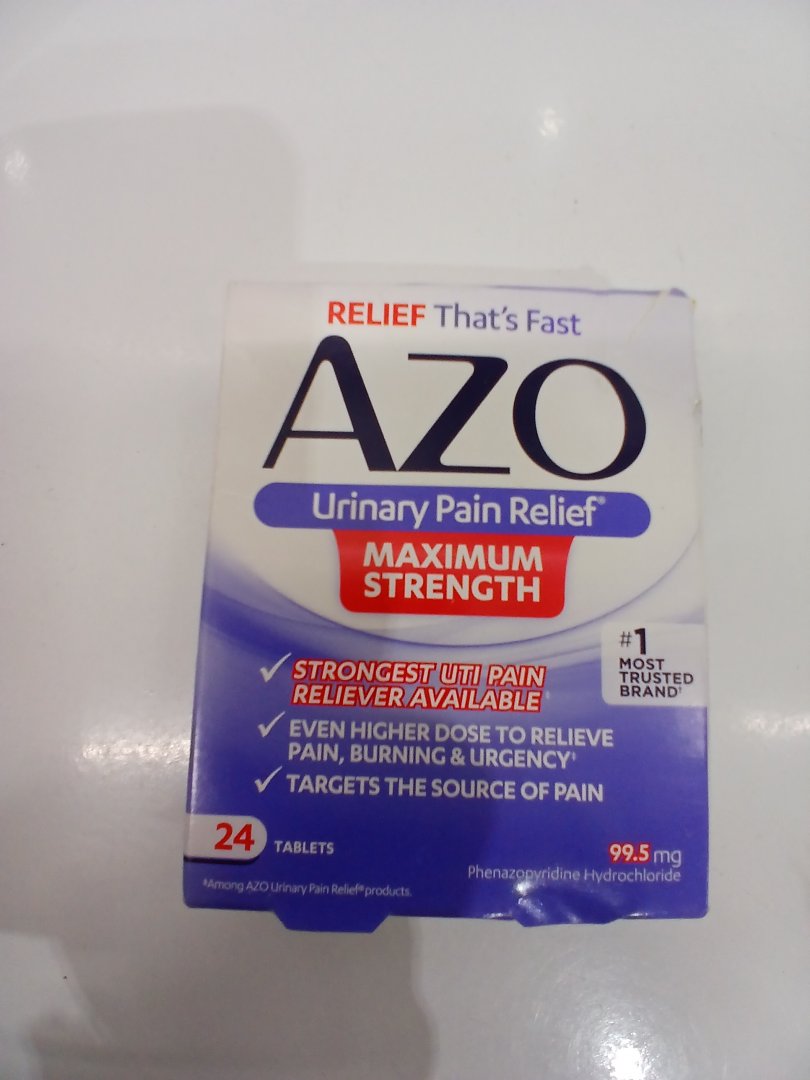 RELIEF That's Fast
AZO
Urinary Pain Relief®
MAXIMUM
STRENGTH
#1
MOST
TRUSTED
BRAND†
✓ STRONGEST UTI PAIN
RELIEVER AVAILABLE‡
✓ EVEN HIGHER DOSE TO RELIEVE
PAIN, BURNING & URGENCY‡
✓ TARGETS THE SOURCE OF PAIN
24 TABLETS
99.5 mg
Phenazopyridine Hydrochloride
‡Among AZO Urinary Pain Relief® products.